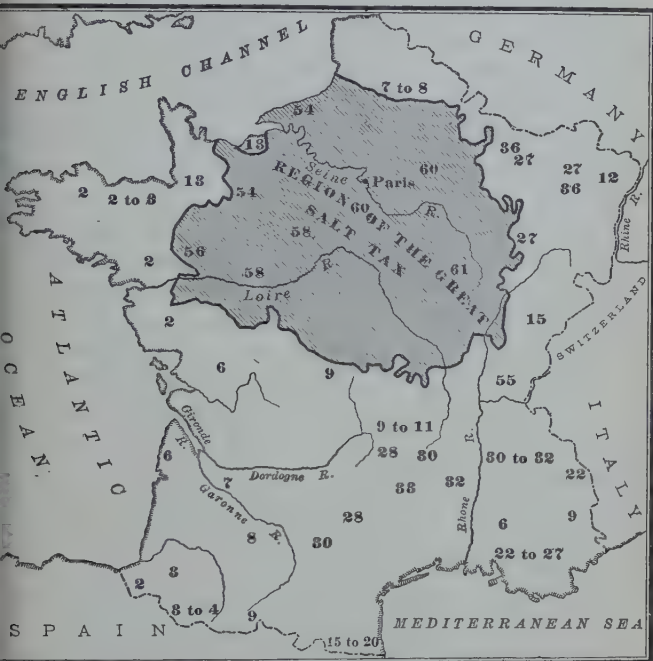 ENGLISH CHANNEL
GERMANY
7 to 8
54
13
36
27
27
36
12
Rhine R.
2
2 to 3
13
54
Seine R.
Paris
60
60
REGION OF THE GREAT
SALT TAX
58
56
2
58
Loire R.
61
27
15
SWITZERLAND
55
ATLANTIC
OCEAN
2
6
9
ITALY
Gironde R.
9 to 11
28
30
R.
Rhone
30 to 32
22
6
7
Dordogne R.
33
32
Garonne R.
28
6
9
8
30
22 to 27
3
2
3 to 4
9
15 to 20
SPAIN
MEDITERRANEAN SEA